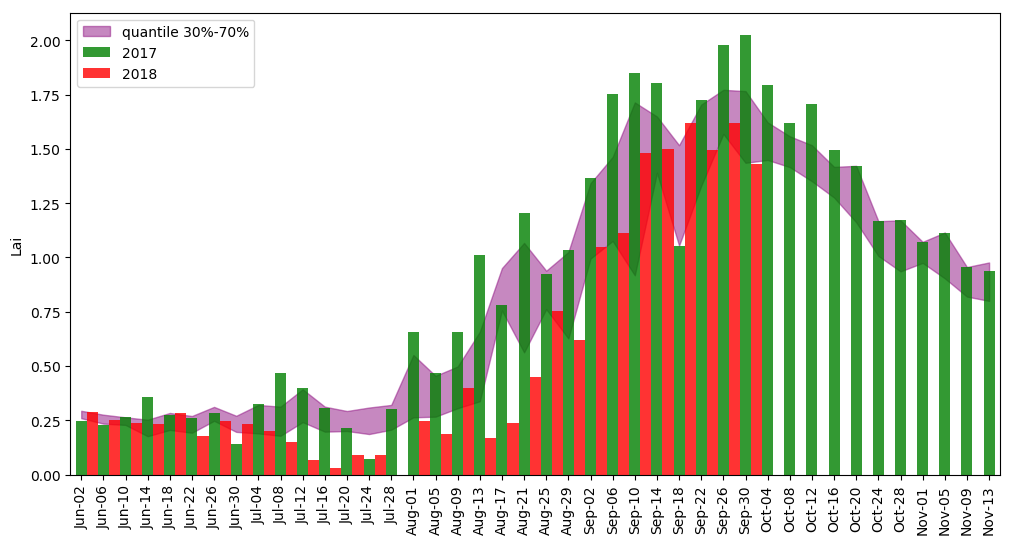 quantile 30%-70%
2017
2018
Lai
2.00
1.75
1.50
1.25
1.00
0.75
0.50
0.25
0.00
Jun-02
Jun-06
Jun-10
Jun-14
Jun-18
Jun-22
Jun-26
Jun-30
Jul-04
Jul-08
Jul-12
Jul-16
Jul-20
Jul-24
Jul-28
Aug-01
Aug-05
Aug-09
Aug-13
Aug-17
Aug-21
Aug-25
Aug-29
Sep-02
Sep-06
Sep-10
Sep-14
Sep-18
Sep-22
Sep-26
Sep-30
Oct-04
Oct-08
Oct-12
Oct-16
Oct-20
Oct-24
Oct-28
Nov-01
Nov-05
Nov-09
Nov-13